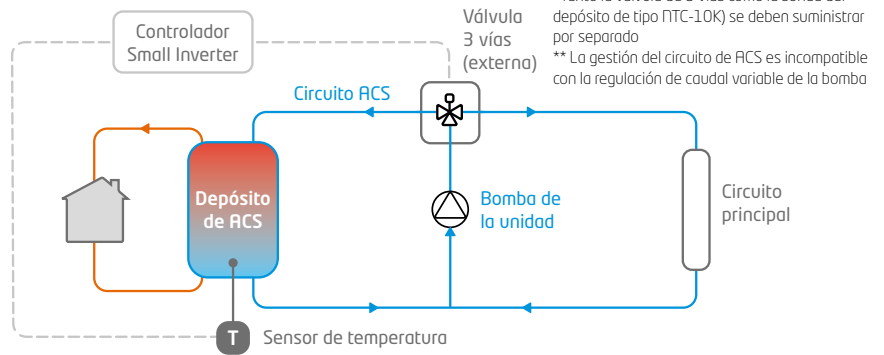 Controlador
Small Inverter
Válvula
3 vías
(externa)
depósito de tipo NTC-10K) se deben suministrar
por separado
** La gestión del circuito de ACS es incompatible
con la regulación de caudal variable de la bomba
Circuito ACS
Depósito
de ACS
Bomba de
la unidad
Circuito
principal
T
Sensor de temperatura